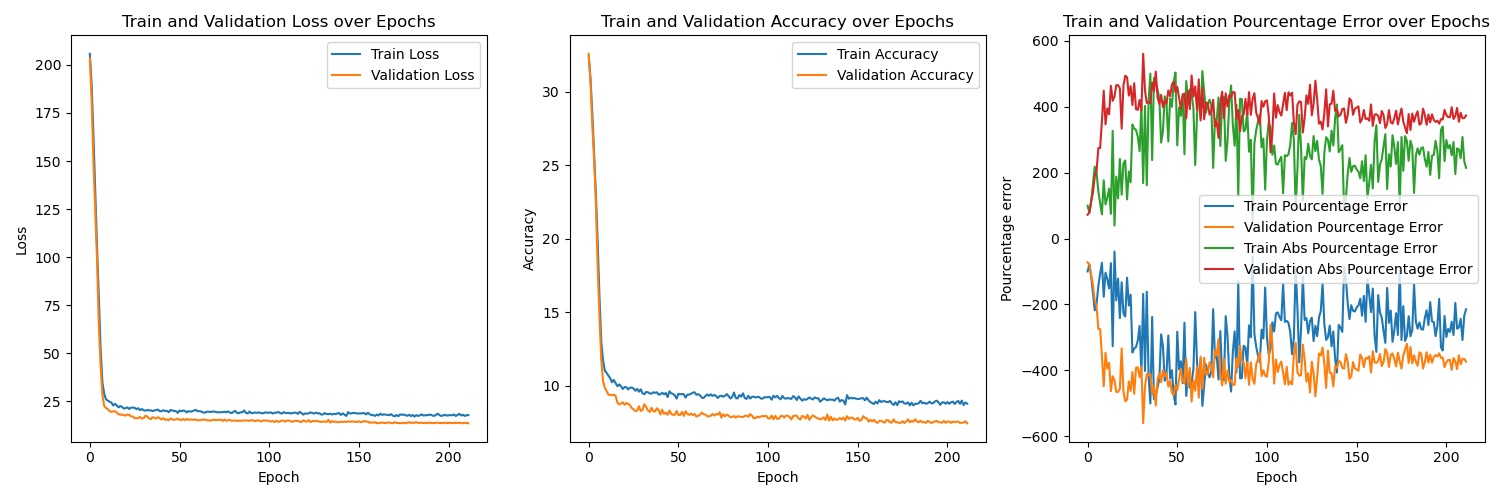 Train and Validation Loss over Epochs
Loss
200
175
150
125
100
75
50
25
0
50
100
150
200
Epoch
Train Loss
Validation Loss
Train and Validation Accuracy over Epochs
Accuracy
30
25
20
15
10
0
50
100
150
200
Epoch
Train Accuracy
Validation Accuracy
Train and Validation Pourcentage Error over Epochs
Pourcentage error
600
400
200
0
−200
−400
−600
0
50
100
150
200
Epoch
Train Pourcentage Error
Validation Pourcentage Error
Train Abs Pourcentage Error
Validation Abs Pourcentage Error